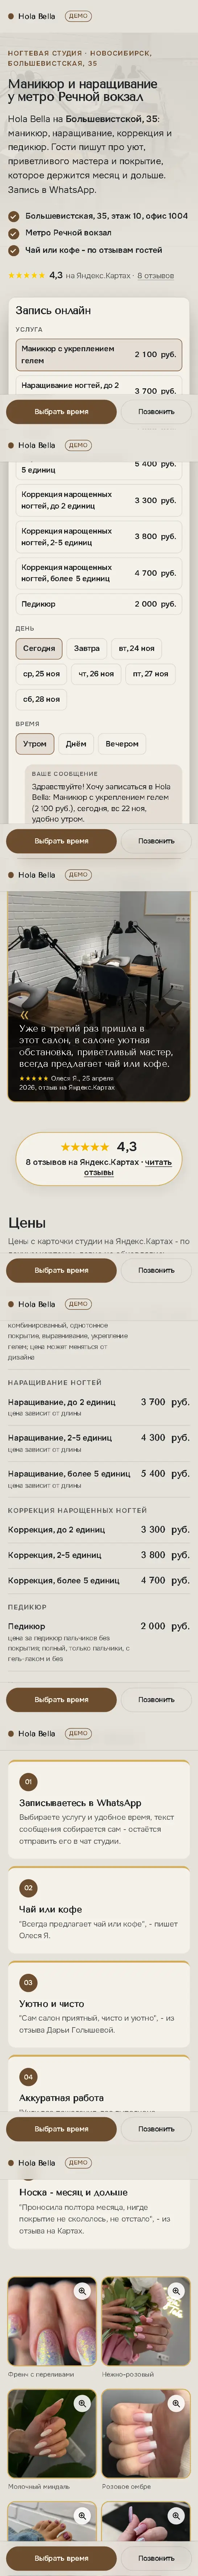 Hola Bella ДЕМО
НОГТЕВАЯ СТУДИЯ · НОВОСИБИРСК,
БОЛЬШЕВИСТСКАЯ, 35
Маникюр и наращивание
у метро Речной вокзал
Hola Bella на Большевистской, 35:
маникюр, наращивание, коррекция и
педикюр. Гости пишут про уют,
приветливого мастера и покрытие,
которое держится месяц и дольше.
Запись в WhatsApp.
Большевистская, 35, этаж 10, офис 1004
Метро Речной вокзал
Чай или кофе - по отзывам гостей
★★★★★ 4,3 на Яндекс.Картах · 8 отзывов
Запись онлайн
УСЛУГА
Маникюр с укреплением
гелем 2 100 руб.
Наращивание ногтей, до 2
3 700 руб.
Выбрать время Позвонить
Hola Bella ДЕМО
5 единиц 5 400 руб.
Коррекция нарощенных
ногтей, до 2 единиц 3 300 руб.
Коррекция нарощенных
ногтей, 2-5 единиц 3 800 руб.
Коррекция нарощенных
ногтей, более 5 единиц 4 700 руб.
Педикюр 2 000 руб.
ДЕНЬ
Сегодня Завтра вт, 24 ноя
ср, 25 ноя чт, 26 ноя пт, 27 ноя
сб, 28 ноя
ВРЕМЯ
Утром Днём Вечером
ВАШЕ СООБЩЕНИЕ
Здравствуйте! Хочу записаться в Hola
Bella: Маникюр с укреплением гелем
(2 100 руб.), сегодня, вс, 22 ноя,
удобно утром.
Выбрать время Позвонить
Hola Bella ДЕМО
«
Уже в третий раз пришла в
этот салон, в салоне уютная
обстановка, приветливый мастер,
всегда предлагает чай или кофе.
★★★★★ Олеся Я., 25 апреля
2026, отзыв на Яндекс.Картах
★★★★★ 4,3
8 отзывов на Яндекс.Картах · читать
отзывы
Цены
Цены с карточки студии на Яндекс.Картах - по
Выбрать время Позвонить
Hola Bella ДЕМО
комбинированный, однотонное
покрытие, выравнивание, укрепление
гелем; цена может меняться от
дизайна
НАРАЩИВАНИЕ НОГТЕЙ
Наращивание, до 2 единиц 3 700 руб.
цена зависит от длины
Наращивание, 2-5 единиц 4 300 руб.
цена зависит от длины
Наращивание, более 5 единиц 5 400 руб.
цена зависит от длины
КОРРЕКЦИЯ НАРОЩЕННЫХ НОГТЕЙ
Коррекция, до 2 единиц 3 300 руб.
Коррекция, 2-5 единиц 3 800 руб.
Коррекция, более 5 единиц 4 700 руб.
ПЕДИКЮР
Педикюр 2 000 руб.
цена за педикюр пальчиков без
покрытия; полный, только пальчики, с
гель-лаком и без
Выбрать время Позвонить
Hola Bella ДЕМО
01
Записываетесь в WhatsApp
Выбираете услугу и удобное время, текст
сообщения собирается сам - остаётся
отправить его в чат студии.
02
Чай или кофе
"Всегда предлагает чай или кофе", - пишет
Олеся Я.
03
Уютно и чисто
"Сам салон приятный, чисто и уютно", - из
отзыва Дарьи Голышевой.
04
Аккуратная работа
Выбрать время Позвонить
Hola Bella ДЕМО
Носка - месяц и дольше
"Проносила полтора месяца, нигде
покрытие не скололось, не отстало", - из
отзыва на Картах.
Френч с переливами Нежно-розовый
Молочный миндаль Розовое омбре
Выбрать время Позвонить